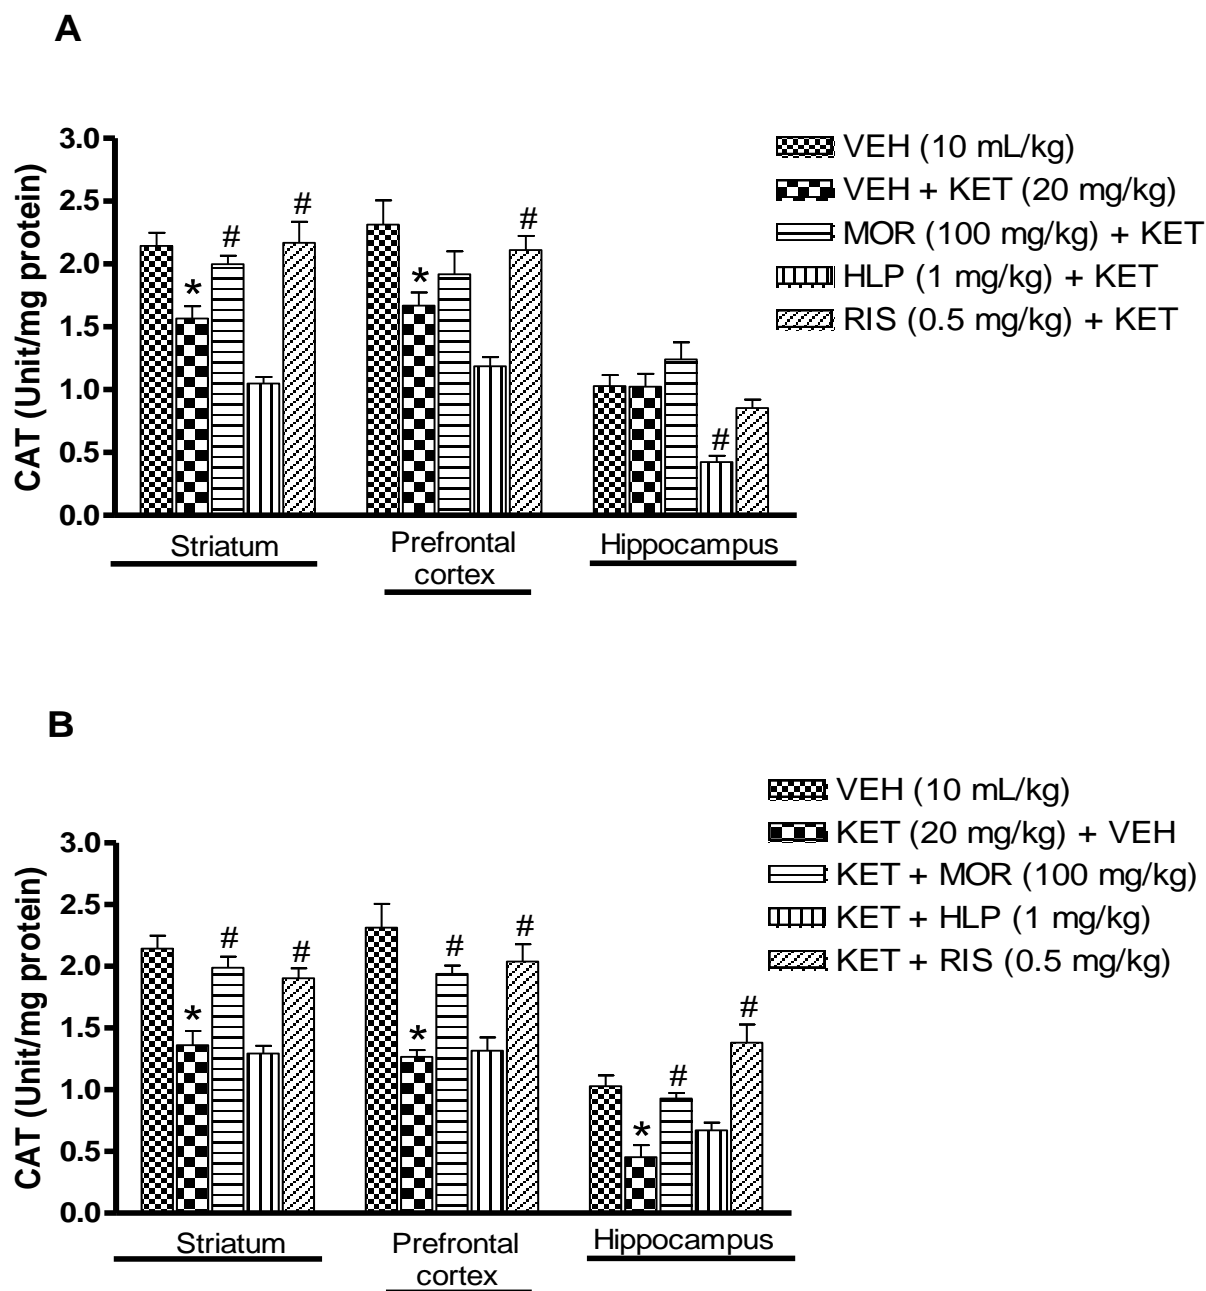 A
3.0
2.5
2.0
1.5
1.0
0.5
0.0
CAT (Unit/mg protein)
*
#
#
*
#
#
Striatum
Prefrontal
cortex
Hippocampus
VEH (10 mL/kg)
VEH + KET (20 mg/kg)
MOR (100 mg/kg) + KET
HLP (1 mg/kg) + KET
RIS (0.5 mg/kg) + KET
B
3.0
2.5
2.0
1.5
1.0
0.5
0.0
CAT (Unit/mg protein)
*
#
#
*
#
#
*
#
#
Striatum
Prefrontal
cortex
Hippocampus
VEH (10 mL/kg)
KET (20 mg/kg) + VEH
KET + MOR (100 mg/kg)
KET + HLP (1 mg/kg)
KET + RIS (0.5 mg/kg)